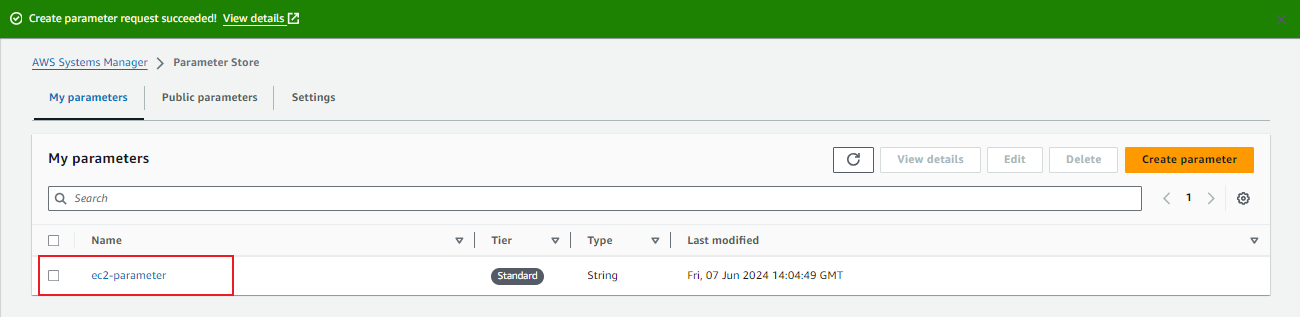 Create parameter request succeeded! View details
AWS Systems Manager > Parameter Store
My parameters Public parameters Settings
My parameters View details Edit Delete Create parameter
Search 1
Name Tier Type Last modified
ec2-parameter Standard String Fri, 07 Jun 2024 14:04:49 GMT